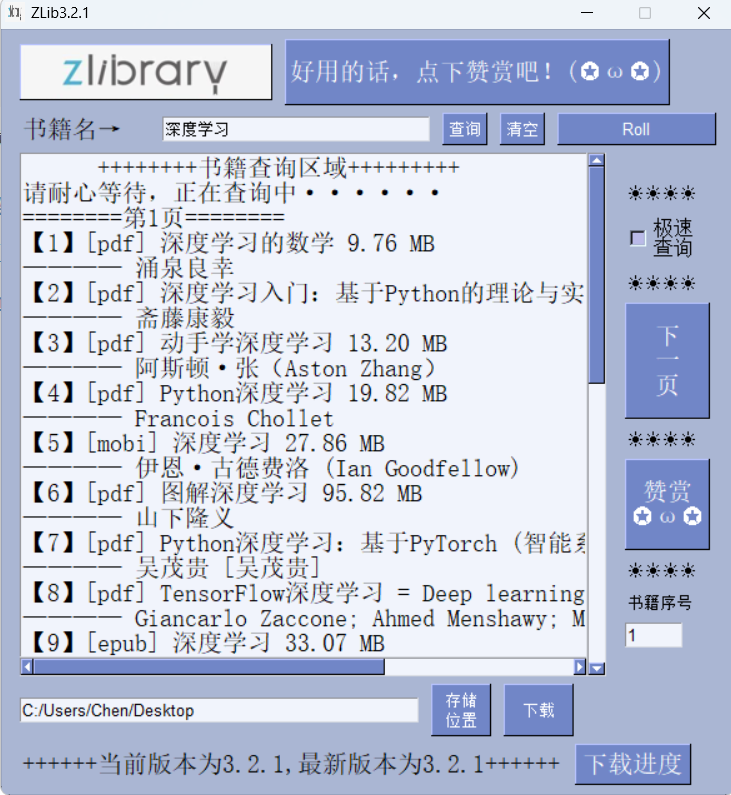 ZLib3.2.1
zlibrary
好用的话，点下赞赏吧！(✪ω✪)
书籍名→
深度学习
查询
清空
Roll
++++++++书籍查询区域+++++++++
请耐心等待，正在查询中······
========第1页========
【1】[pdf] 深度学习的数学 9.76 MB
———— 涌泉良幸
【2】[pdf] 深度学习入门：基于Python的理论与实
———— 斋藤康毅
【3】[pdf] 动手学深度学习 13.20 MB
———— 阿斯顿·张（Aston Zhang）
【4】[pdf] Python深度学习 19.82 MB
———— Francois Chollet
【5】[mobi] 深度学习 27.86 MB
———— 伊恩·古德费洛 (Ian Goodfellow)
【6】[pdf] 图解深度学习 95.82 MB
———— 山下隆义
【7】[pdf] Python深度学习：基于PyTorch (智能系
———— 吴茂贵 [吴茂贵]
【8】[pdf] TensorFlow深度学习 = Deep learning
———— Giancarlo Zaccone; Ahmed Menshawy; M
【9】[epub] 深度学习 33.07 MB
☀☀☀☀
极速
查询
☀☀☀☀
下
一
页
☀☀☀☀
赞赏
✪ω✪
☀☀☀☀
书籍序号
1
C:/Users/Chen/Desktop
存储
位置
下载
++++++当前版本为3.2.1,最新版本为3.2.1++++++
下载进度